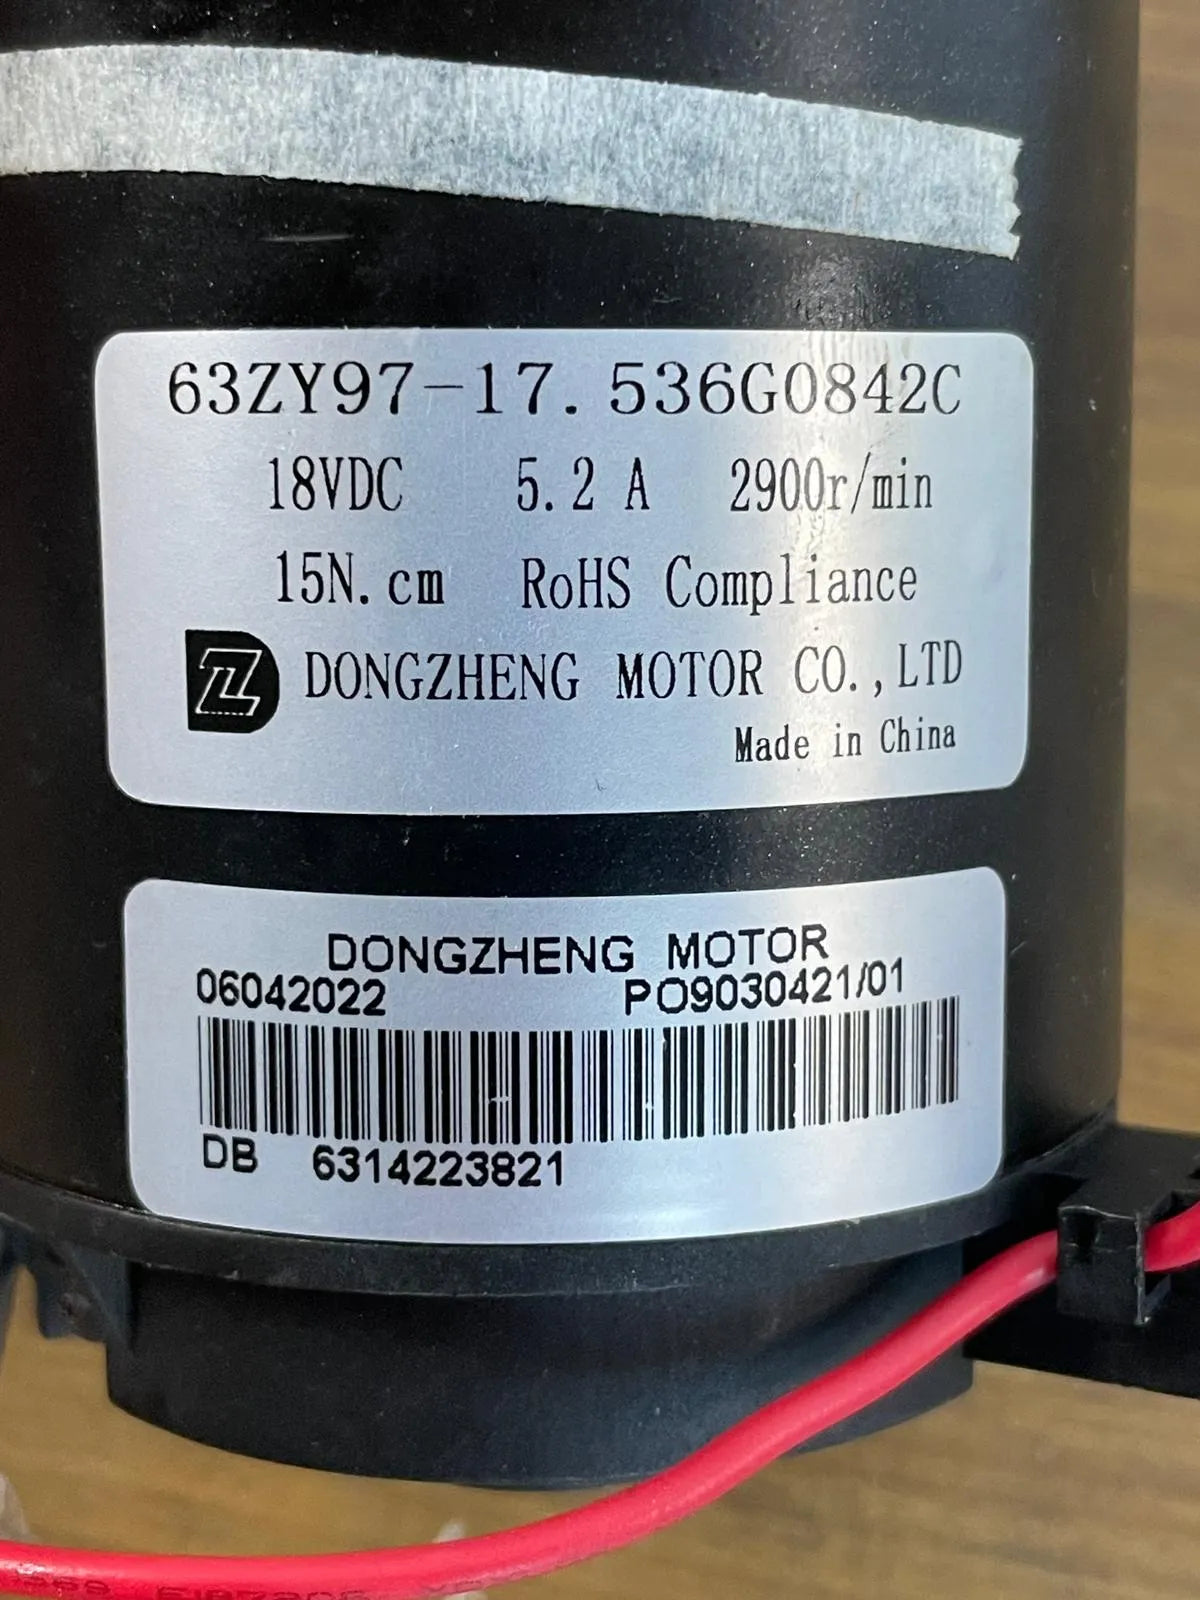 63ZY97-17.536G0842C
18VDC 5.2 A 2900r/min
15N.cm RoHS Compliance
DONGZHENG MOTOR CO.,LTD
Made in China
DONGZHENG MOTOR
06042022 PO9030421/01
DB 6314223821